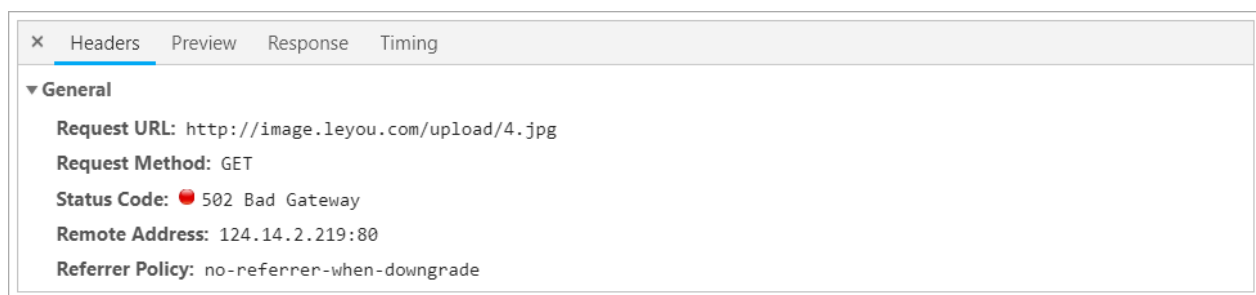 × Headers Preview Response Timing
▼ General
Request URL: http://image.leyou.com/upload/4.jpg
Request Method: GET
Status Code: 502 Bad Gateway
Remote Address: 124.14.2.219:80
Referrer Policy: no-referrer-when-downgrade